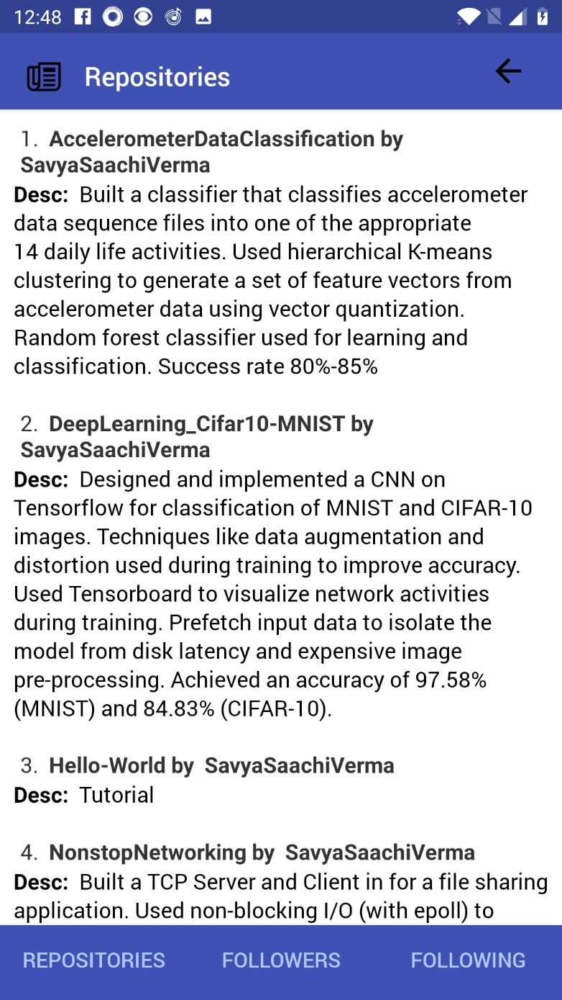 12:48
Repositories
1. AccelerometerDataClassification by
SavyaSaachiVerma
Desc: Built a classifier that classifies accelerometer
data sequence files into one of the appropriate
14 daily life activities. Used hierarchical K-means
clustering to generate a set of feature vectors from
accelerometer data using vector quantization.
Random forest classifier used for learning and
classification. Success rate 80%-85%
2. DeepLearning_Cifar10-MNIST by
SavyaSaachiVerma
Desc: Designed and implemented a CNN on
Tensorflow for classification of MNIST and CIFAR-10
images. Techniques like data augmentation and
distortion used during training to improve accuracy.
Used Tensorboard to visualize network activities
during training. Prefetch input data to isolate the
model from disk latency and expensive image
pre-processing. Achieved an accuracy of 97.58%
(MNIST) and 84.83% (CIFAR-10).
3. Hello-World by SavyaSaachiVerma
Desc: Tutorial
4. NonstopNetworking by SavyaSaachiVerma
Desc: Built a TCP Server and Client in for a file sharing
application. Used non-blocking I/O (with epoll) to
REPOSITORIES FOLLOWERS FOLLOWING